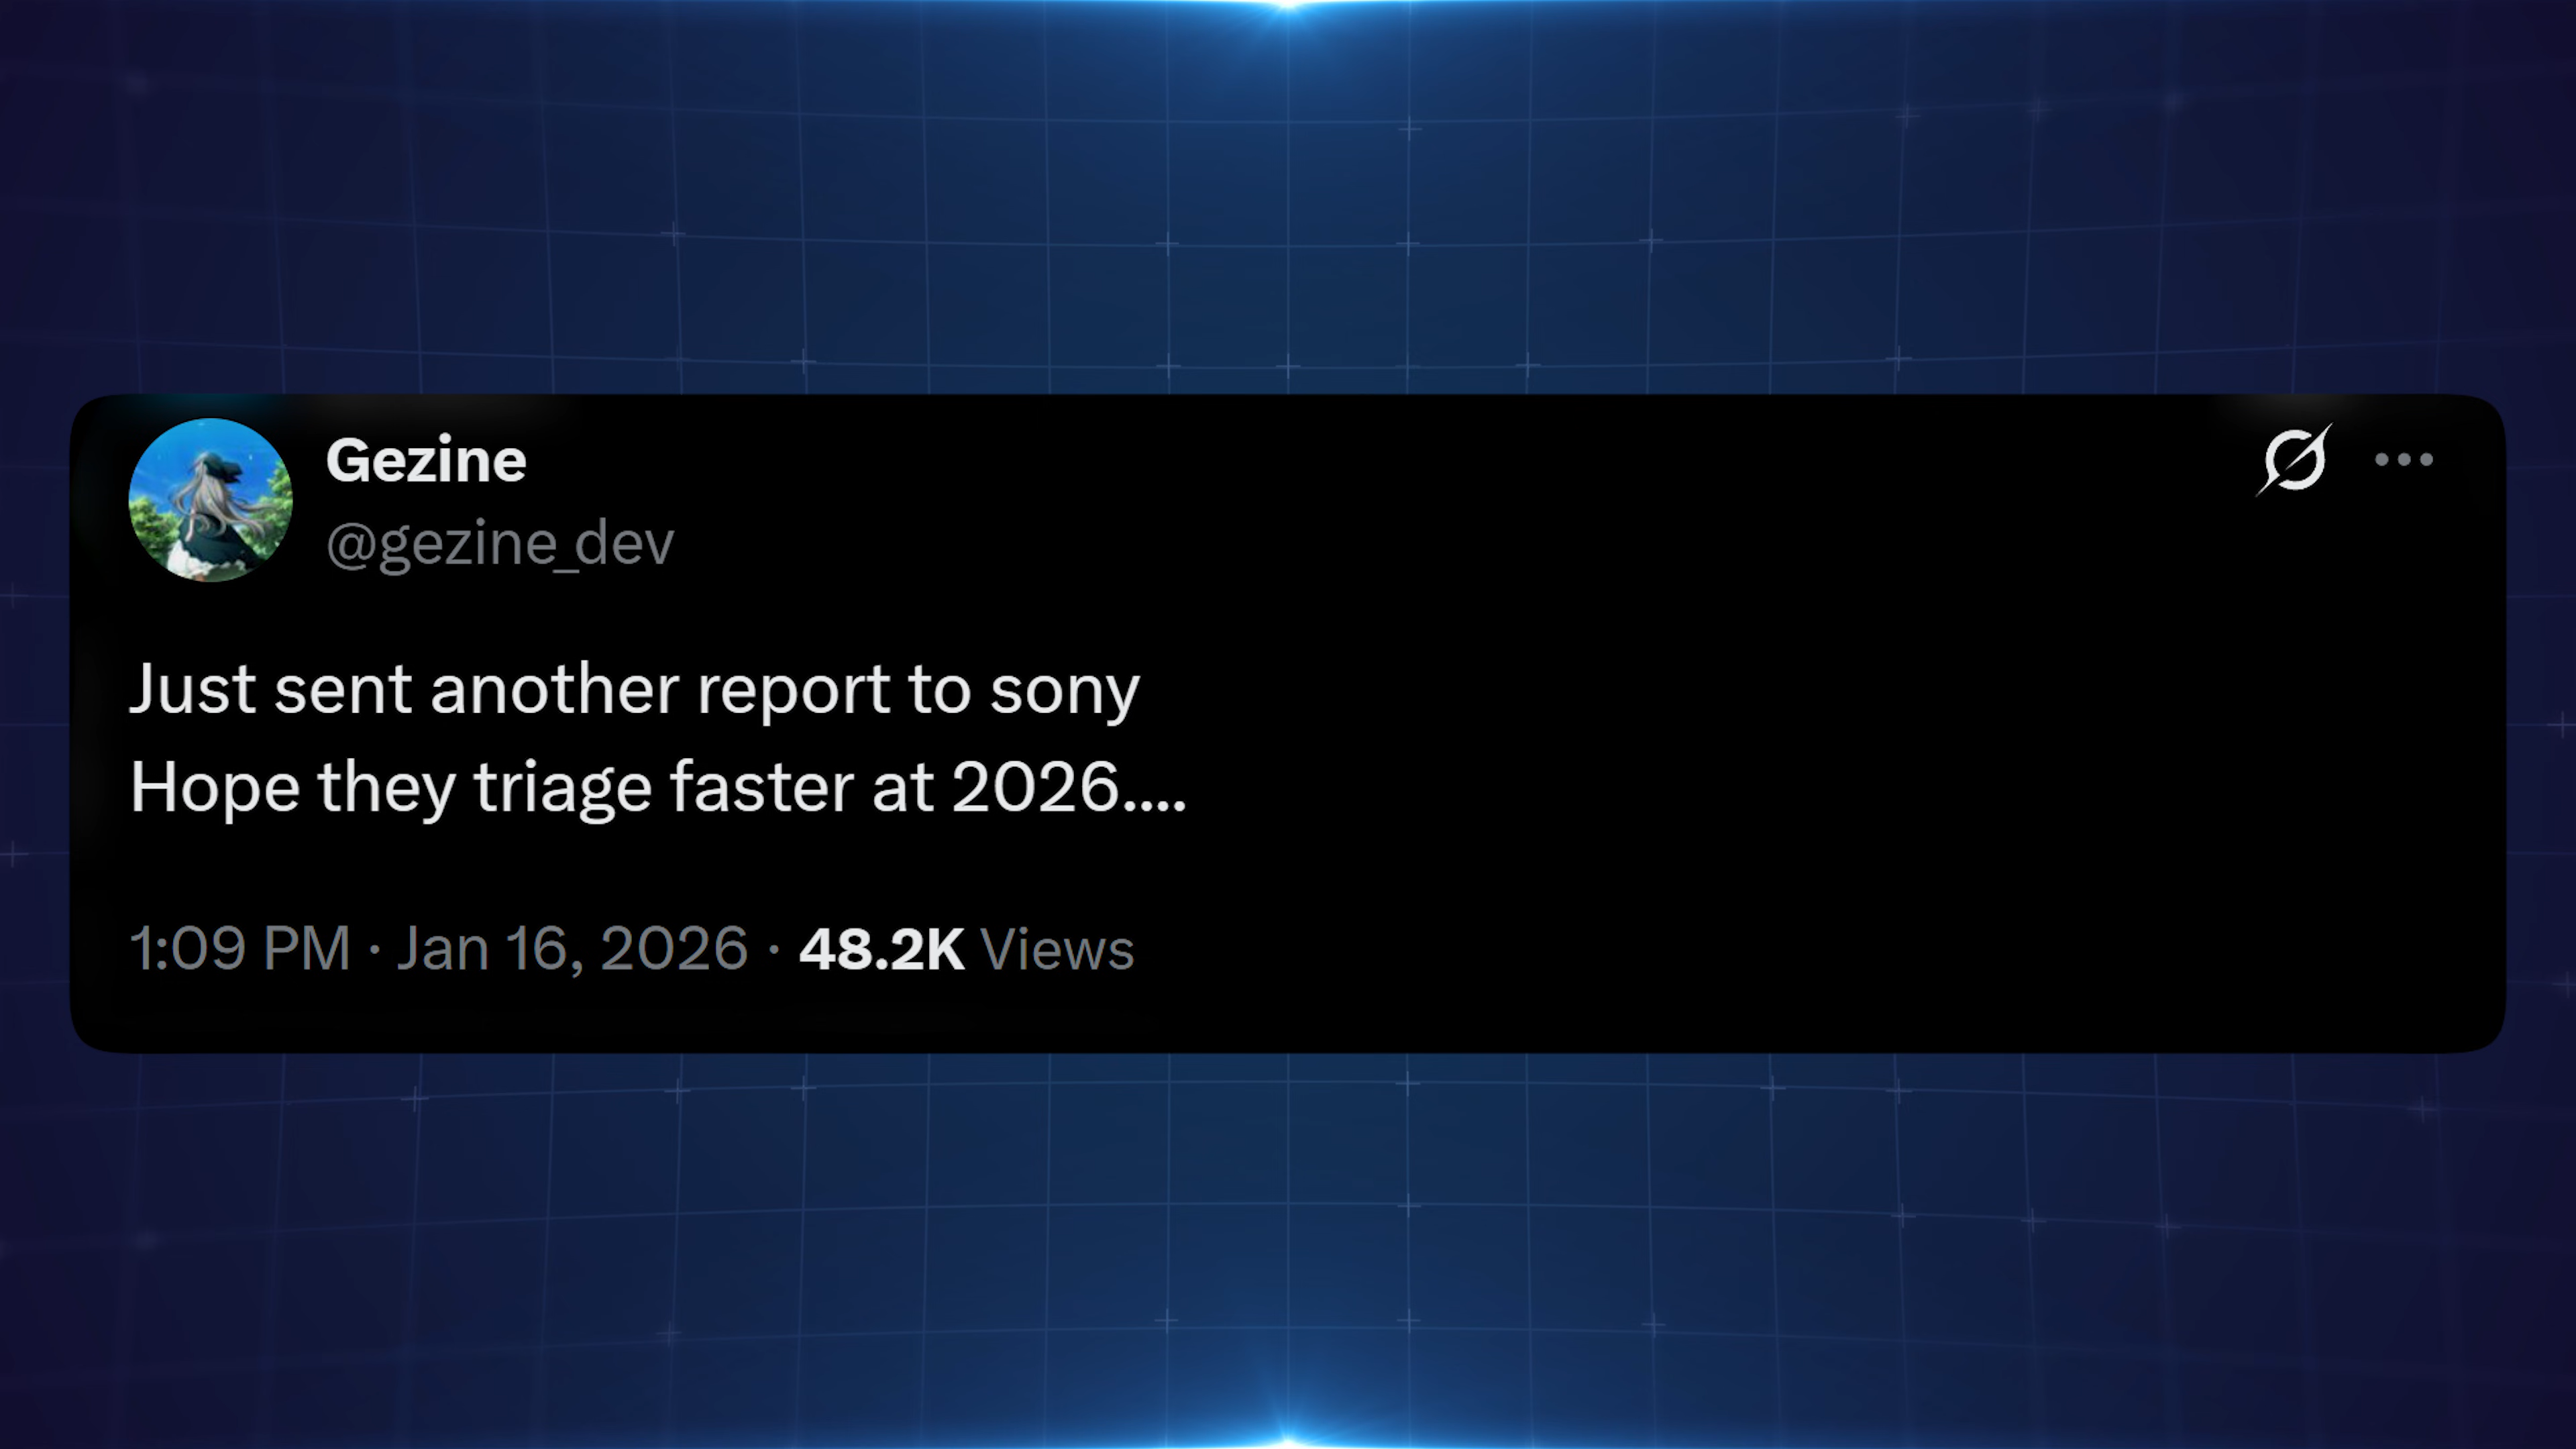 Gezine
@gezine_dev
Just sent another report to sony
Hope they triage faster at 2026....
1:09 PM · Jan 16, 2026 · 48.2K Views